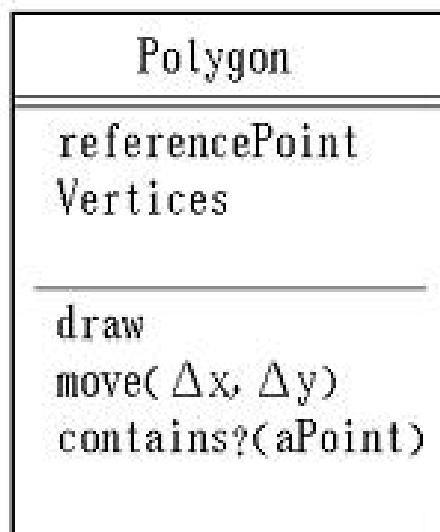 Polygon
referencePoint
Vertices
draw
move(Δx, Δy)
contains?(aPoint)